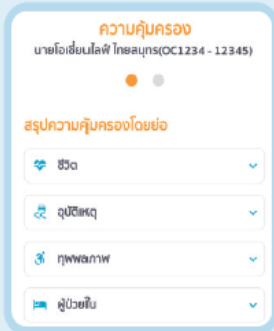 ความคุ้มครอง
นายโอเชี่ยนไลฟ์ ไทยสมุทร(OC1234 - 12345)
สรุปความคุ้มครองโดยย่อ
ชีวิต
อุบัติเหตุ
ทุพพลภาพ
ผู้ป่วยใน